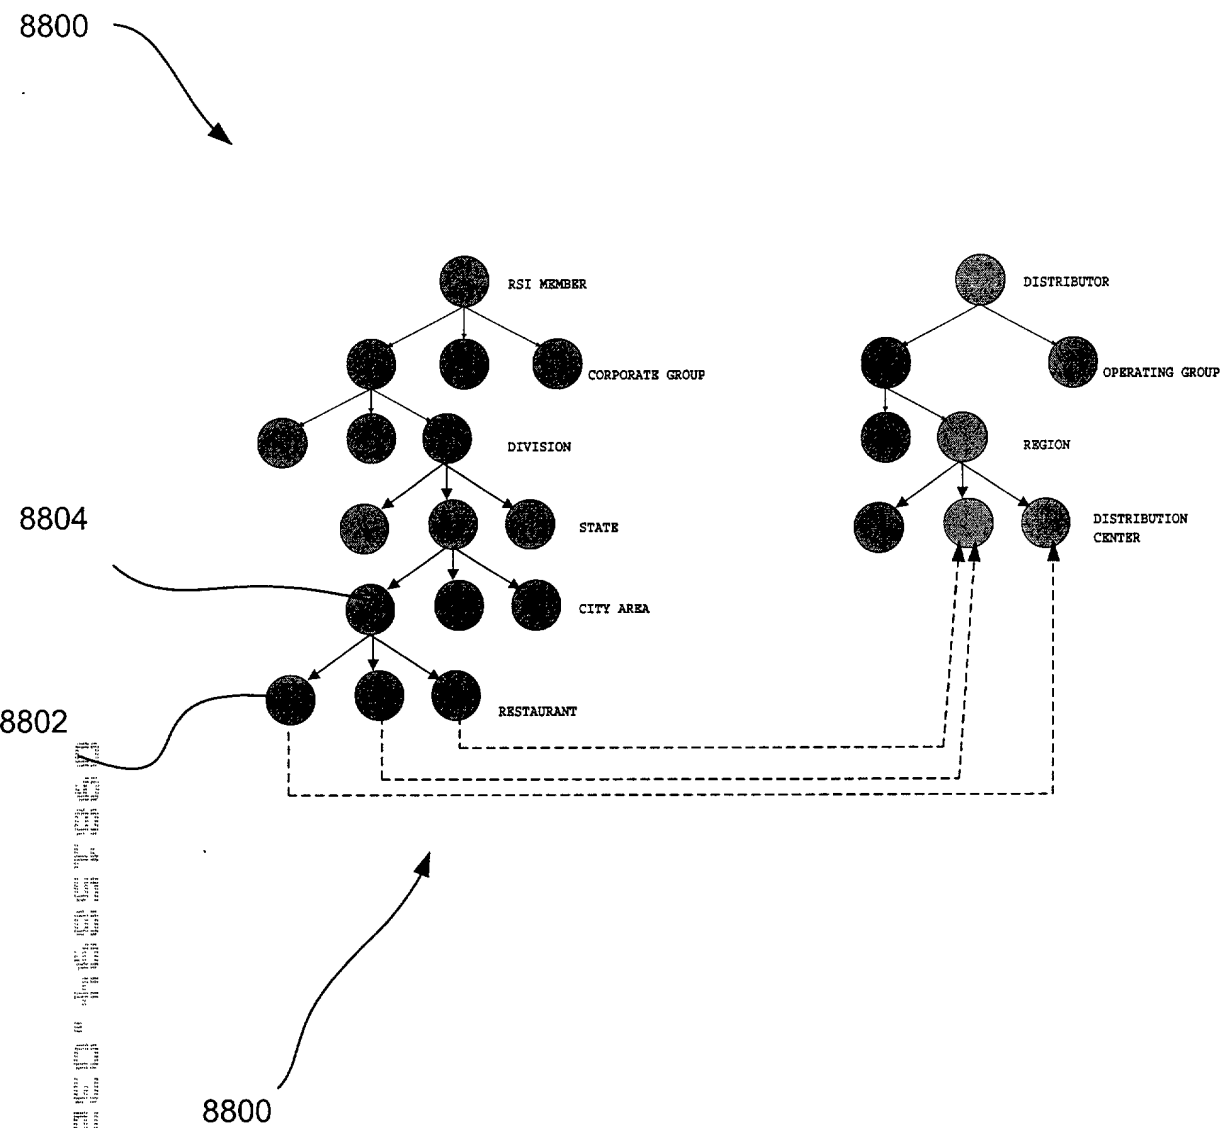 8800
RSI MEMBER
DISTRIBUTOR
CORPORATE GROUP
OPERATING GROUP
DIVISION
REGION
8804
STATE
DISTRIBUTION
CENTER
CITY AREA
8802
RESTAURANT
8800